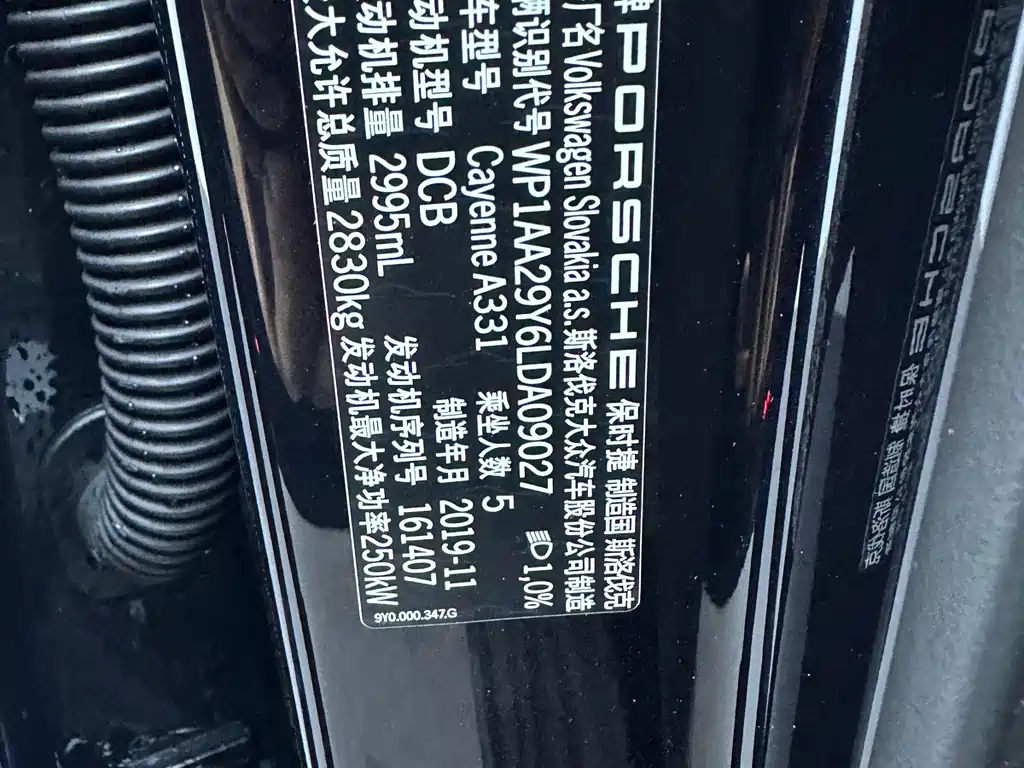 PORSCHE 保时捷 制造国 斯洛伐克
厂名 Volkswagen Slovakia a.s. 斯洛伐克大众汽车股份公司制造
辆识别代号 WP1AA29Y6LDA09027 1,0%
车型号 Cayenne A331 乘坐人数 5
动机型号 DCB 制造年月 2019-11
动机排量 2995mL 发动机序列号 161407
大允许总质量 2830kg 发动机最大净功率250kW
9Y0.000.347.G